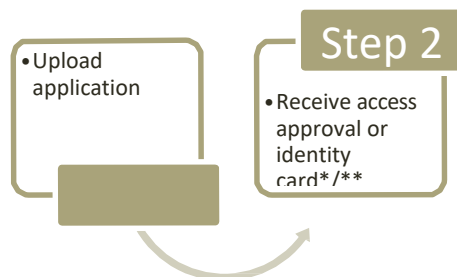 •Upload
application
Step 2
•Receive access
approval or
identity
card*/**